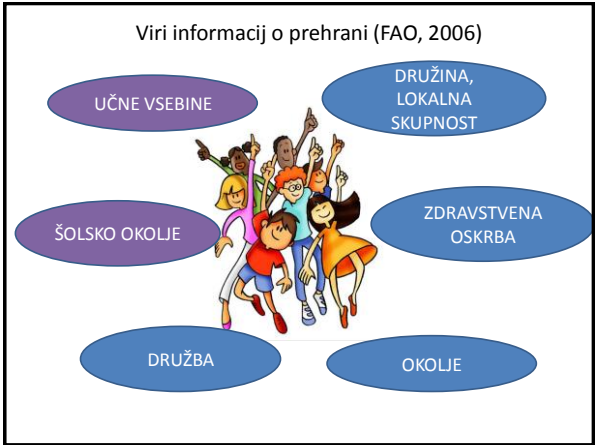 Viri informacij o prehrani (FAO, 2006)
UČNE VSEBINE
DRUŽINA,
LOKALNA
SKUPNOST
ŠOLSKO OKOLJE
ZDRAVSTVENA
OSKRBA
DRUŽBA
OKOLJE